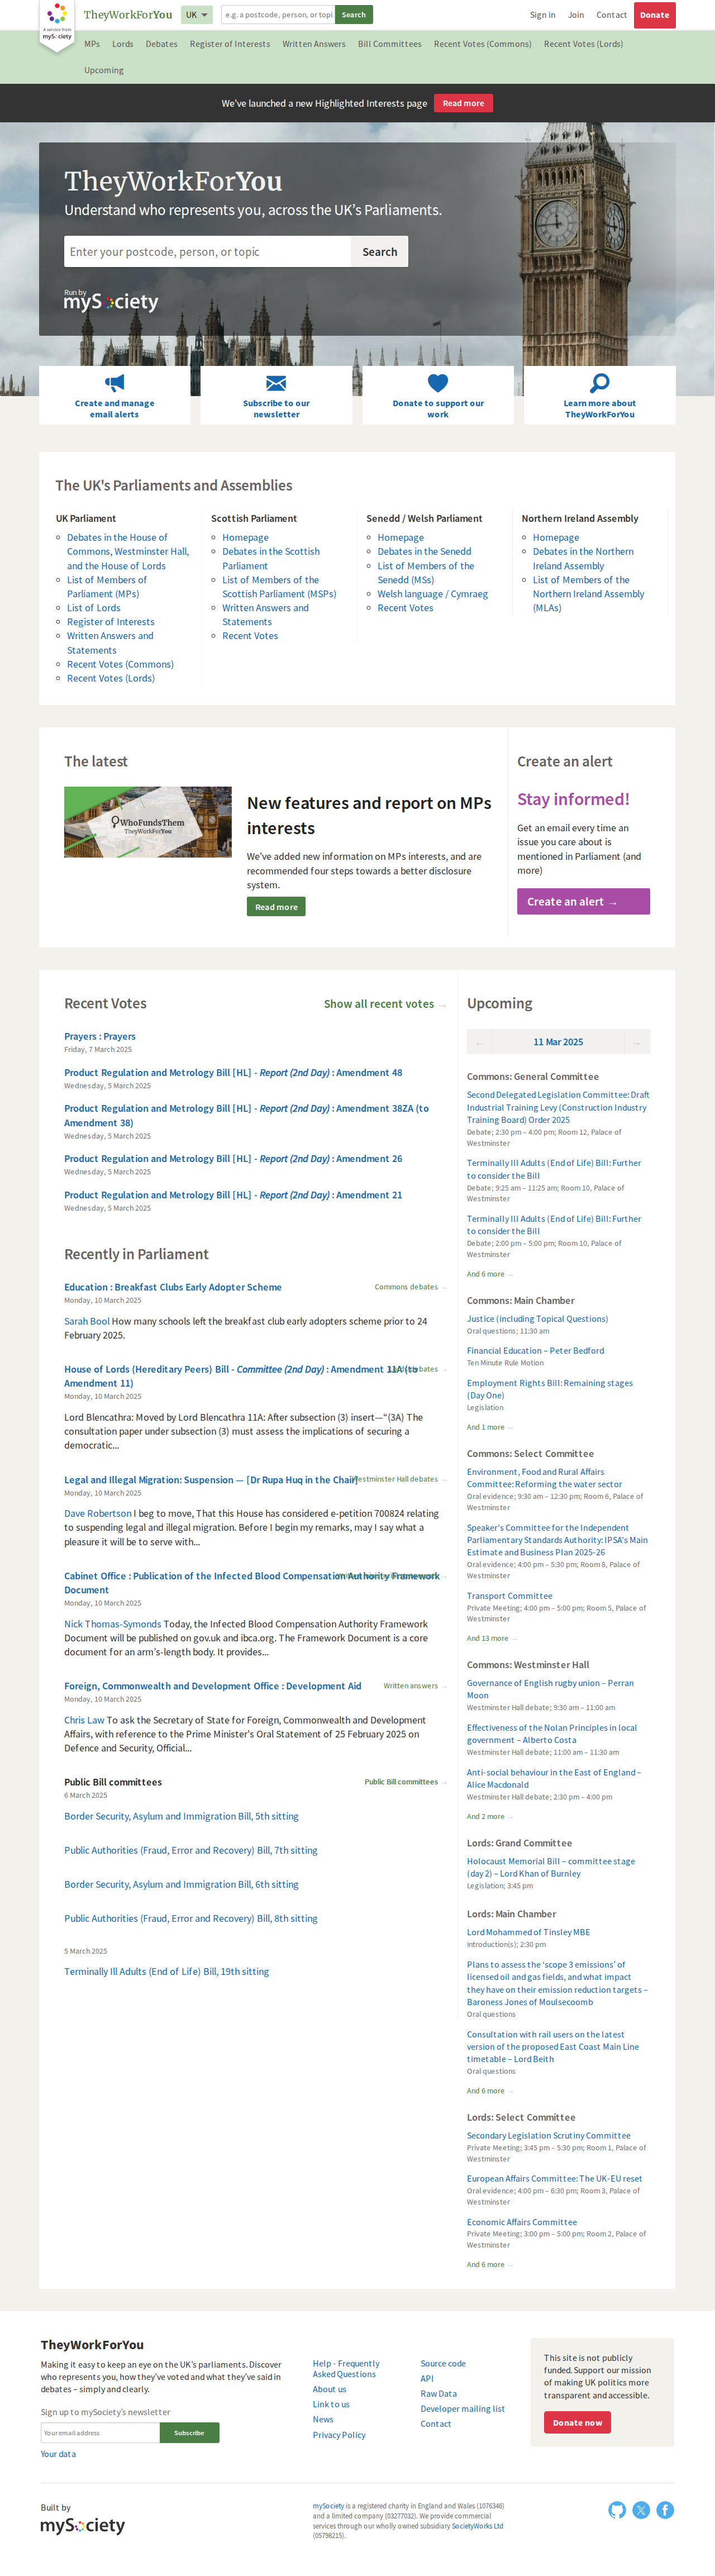 A service from
mySociety
TheyWorkForYou
UK
e.g. a postcode, person, or topi
Search
Sign in
Join
Contact
Donate
MPs
Lords
Debates
Register of Interests
Written Answers
Bill Committees
Recent Votes (Commons)
Recent Votes (Lords)
Upcoming
We've launched a new Highlighted Interests page
Read more
TheyWorkForYou
Understand who represents you, across the UK's Parliaments.
Enter your postcode, person, or topic
Search
Run by
mySociety
Create and manage
email alerts
Subscribe to our
newsletter
Donate to support our
work
Learn more about
TheyWorkForYou
The UK's Parliaments and Assemblies
UK Parliament
Debates in the House of
Commons, Westminster Hall,
and the House of Lords
List of Members of
Parliament (MPs)
List of Lords
Register of Interests
Written Answers and
Statements
Recent Votes (Commons)
Recent Votes (Lords)
Scottish Parliament
Homepage
Debates in the Scottish
Parliament
List of Members of the
Scottish Parliament (MSPs)
Written Answers and
Statements
Recent Votes
Senedd / Welsh Parliament
Homepage
Debates in the Senedd
List of Members of the
Senedd (MSs)
Welsh language / Cymraeg
Recent Votes
Northern Ireland Assembly
Homepage
Debates in the Northern
Ireland Assembly
List of Members of the
Northern Ireland Assembly
(MLAs)
The latest
WhoFundsThem
TheyWorkForYou
New features and report on MPs
interests
We've added new information on MPs interests, and are
recommended four steps towards a better disclosure
system.
Read more
Create an alert
Stay informed!
Get an email every time an
issue you care about is
mentioned in Parliament (and
more)
Create an alert →
Recent Votes
Show all recent votes →
Prayers : Prayers
Friday, 7 March 2025
Product Regulation and Metrology Bill [HL] - Report (2nd Day) : Amendment 48
Wednesday, 5 March 2025
Product Regulation and Metrology Bill [HL] - Report (2nd Day) : Amendment 38ZA (to
Amendment 38)
Wednesday, 5 March 2025
Product Regulation and Metrology Bill [HL] - Report (2nd Day) : Amendment 26
Wednesday, 5 March 2025
Product Regulation and Metrology Bill [HL] - Report (2nd Day) : Amendment 21
Wednesday, 5 March 2025
Recently in Parliament
Education : Breakfast Clubs Early Adopter Scheme
Commons debates →
Monday, 10 March 2025
Sarah Bool How many schools left the breakfast club early adopters scheme prior to 24
February 2025.
House of Lords (Hereditary Peers) Bill - Committee (2nd Day) : Amendment 11A (to
Amendment 11)
debates →
Monday, 10 March 2025
Lord Blencathra: Moved by Lord Blencathra 11A: After subsection (3) insert—“(3A) The
consultation paper under subsection (3) must assess the implications of securing a
democratic...
Legal and Illegal Migration: Suspension — [Dr Rupa Huq in the Chair]
Westminster Hall debates →
Monday, 10 March 2025
Dave Robertson I beg to move, That this House has considered e-petition 700824 relating
to suspending legal and illegal migration. Before I begin my remarks, may I say what a
pleasure it will be to serve with...
Cabinet Office : Publication of the Infected Blood Compensation Authority Framework
Document
Monday, 10 March 2025
Nick Thomas-Symonds Today, the Infected Blood Compensation Authority Framework
Document will be published on gov.uk and ibca.org. The Framework Document is a core
document for an arm’s-length body. It provides...
Foreign, Commonwealth and Development Office : Development Aid
Written answers →
Monday, 10 March 2025
Chris Law To ask the Secretary of State for Foreign, Commonwealth and Development
Affairs, with reference to the Prime Minister's Oral Statement of 25 February 2025 on
Defence and Security, Official...
Public Bill committees
Public Bill committees →
6 March 2025
Border Security, Asylum and Immigration Bill, 5th sitting
Public Authorities (Fraud, Error and Recovery) Bill, 7th sitting
Border Security, Asylum and Immigration Bill, 6th sitting
Public Authorities (Fraud, Error and Recovery) Bill, 8th sitting
5 March 2025
Terminally Ill Adults (End of Life) Bill, 19th sitting
Upcoming
← 11 Mar 2025 →
Commons: General Committee
Second Delegated Legislation Committee: Draft
Industrial Training Levy (Construction Industry
Training Board) Order 2025
Debate; 2:30 pm – 4:00 pm; Room 12, Palace of
Westminster
Terminally Ill Adults (End of Life) Bill: Further
to consider the Bill
Debate; 9:25 am – 11:25 am; Room 10, Palace of
Westminster
Terminally Ill Adults (End of Life) Bill: Further
to consider the Bill
Debate; 2:00 pm – 5:00 pm; Room 10, Palace of
Westminster
And 6 more →
Commons: Main Chamber
Justice (including Topical Questions)
Oral questions; 11:30 am
Financial Education – Peter Bedford
Ten Minute Rule Motion
Employment Rights Bill: Remaining stages
(Day One)
Legislation
And 1 more →
Commons: Select Committee
Environment, Food and Rural Affairs
Committee: Reforming the water sector
Oral evidence; 9:30 am – 12:30 pm; Room 6, Palace of
Westminster
Speaker's Committee for the Independent
Parliamentary Standards Authority: IPSA's Main
Estimate and Business Plan 2025-26
Oral evidence; 4:00 pm – 5:30 pm; Room 8, Palace of
Westminster
Transport Committee
Private Meeting; 4:00 pm – 5:00 pm; Room 5, Palace of
Westminster
And 13 more →
Commons: Westminster Hall
Governance of English rugby union – Perran
Moon
Westminster Hall debate; 9:30 am – 11:00 am
Effectiveness of the Nolan Principles in local
government – Alberto Costa
Westminster Hall debate; 11:00 am – 11:30 am
Anti-social behaviour in the East of England –
Alice Macdonald
Westminster Hall debate; 2:30 pm – 4:00 pm
And 2 more →
Lords: Grand Committee
Holocaust Memorial Bill – committee stage
(day 2) – Lord Khan of Burnley
Legislation; 3:45 pm
Lords: Main Chamber
Lord Mohammed of Tinsley MBE
Introduction(s); 2:30 pm
Plans to assess the ‘scope 3 emissions’ of
licensed oil and gas fields, and what impact
they have on their emission reduction targets –
Baroness Jones of Moulsecoomb
Oral questions
Consultation with rail users on the latest
version of the proposed East Coast Main Line
timetable – Lord Beith
Oral questions
And 6 more →
Lords: Select Committee
Secondary Legislation Scrutiny Committee
Private Meeting; 3:45 pm – 5:30 pm; Room 1, Palace of
Westminster
European Affairs Committee: The UK-EU reset
Oral evidence; 4:00 pm – 6:30 pm; Room 3, Palace of
Westminster
Economic Affairs Committee
Private Meeting; 3:00 pm – 5:00 pm; Room 2, Palace of
Westminster
And 6 more →
TheyWorkForYou
Making it easy to keep an eye on the UK’s parliaments. Discover
who represents you, how they’ve voted and what they’ve said in
debates – simply and clearly.
Sign up to mySociety’s newsletter
Your email address
Subscribe
Your data
Help - Frequently
Asked Questions
About us
Link to us
News
Privacy Policy
Source code
API
Raw Data
Developer mailing list
Contact
This site is not publicly
funded. Support our mission
of making UK politics more
transparent and accessible.
Donate now
Built by
mySociety
mySociety is a registered charity in England and Wales (1076346)
and a limited company (03277032). We provide commercial
services through our wholly owned subsidiary SocietyWorks Ltd
(05798215).